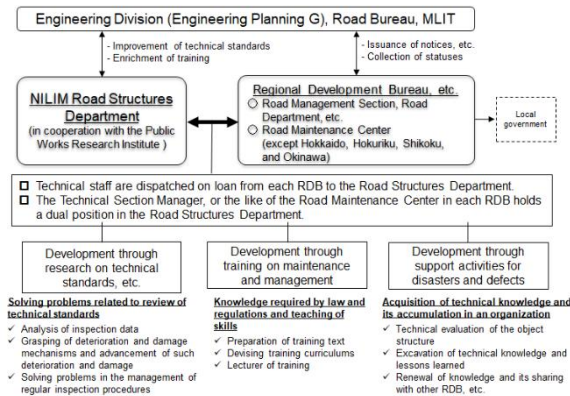 Engineering Division (Engineering Planning G), Road Bureau, MLIT
- Improvement of technical standards
- Enrichment of training
- Issuance of notices, etc.
- Collection of statuses
NILIM Road Structures
Department
(in cooperation with the Public
Works Research Institute )
Regional Development Bureau, etc.
○ Road Management Section, Road
Department, etc.
○ Road Maintenance Center
(except Hokkaido, Hokuriku, Shikoku,
and Okinawa)
Local
government
□ Technical staff are dispatched on loan from each RDB to the Road Structures Department.
□ The Technical Section Manager, or the like of the Road Maintenance Center in each RDB holds
a dual position in the Road Structures Department.
Development through
research on technical
standards, etc.
Solving problems related to review of
technical standards
✓ Analysis of inspection data
✓ Grasping of deterioration and damage
mechanisms and advancement of such
deterioration and damage
✓ Solving problems in the management of
regular inspection procedures
Development through
training on maintenance
and management
Knowledge required by law and
regulations and teaching of
skills
✓ Preparation of training text
✓ Devising training curriculums
✓ Lecturer of training
Development through
support activities for
disasters and defects
Acquisition of technical knowledge and
its accumulation in an organization
✓ Technical evaluation of the object
structure
✓ Excavation of technical knowledge and
lessons learned
✓ Renewal of knowledge and its sharing
with other RDB, etc.